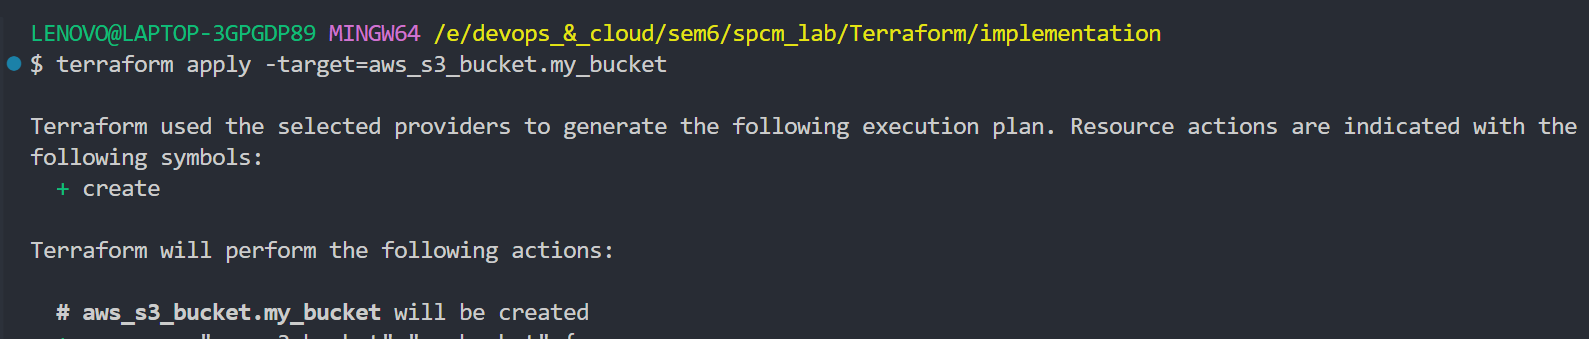 LENOVO@LAPTOP-3GPGDP89 MINGW64 /e/devops_&_cloud/sem6/spcm_lab/Terraform/implementation
$ terraform apply -target=aws_s3_bucket.my_bucket
Terraform used the selected providers to generate the following execution plan. Resource actions are indicated with the
following symbols:
+ create
Terraform will perform the following actions:
# aws_s3_bucket.my_bucket will be created